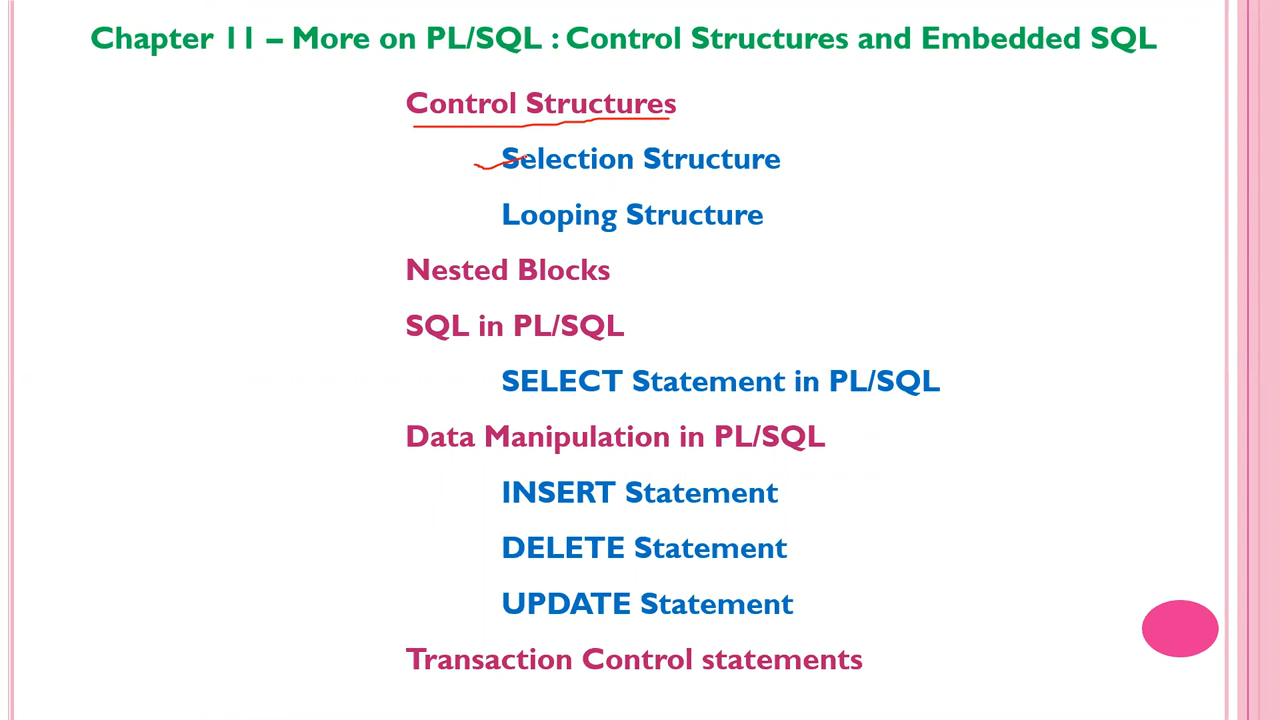 Chapter 11 – More on PL/SQL : Control Structures and Embedded SQL
Control Structures
Selection Structure
Looping Structure
Nested Blocks
SQL in PL/SQL
SELECT Statement in PL/SQL
Data Manipulation in PL/SQL
INSERT Statement
DELETE Statement
UPDATE Statement
Transaction Control statements